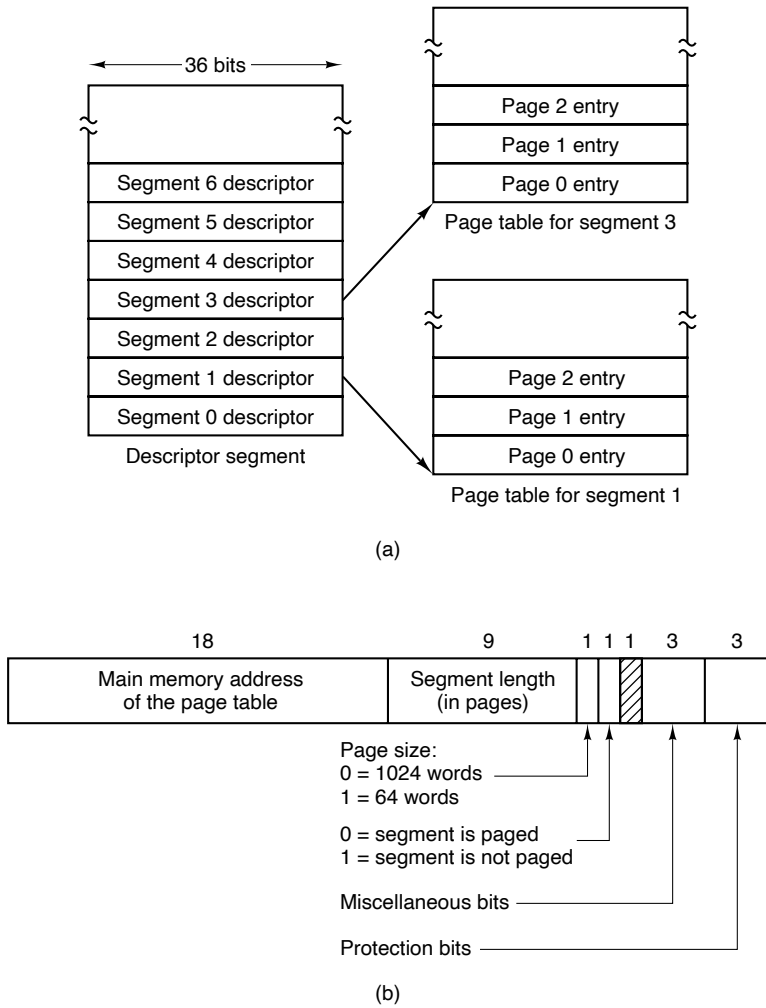 36 bits
Segment 6 descriptor
Segment 5 descriptor
Segment 4 descriptor
Segment 3 descriptor
Segment 2 descriptor
Segment 1 descriptor
Segment 0 descriptor
Descriptor segment
Page 2 entry
Page 1 entry
Page 0 entry
Page table for segment 3
Page 2 entry
Page 1 entry
Page 0 entry
Page table for segment 1
(a)
18 9 1 1 1 3 3
Main memory address
of the page table
Segment length
(in pages)
Page size:
0 = 1024 words
1 = 64 words
0 = segment is paged
1 = segment is not paged
Miscellaneous bits
Protection bits
(b)